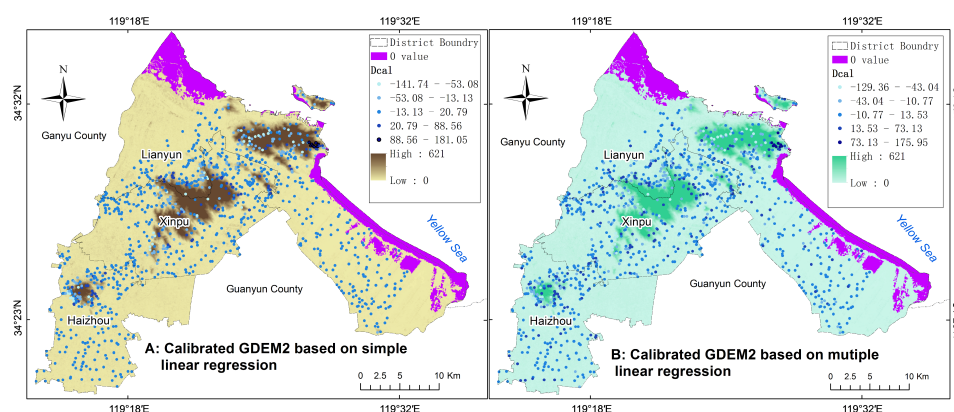 119°18'E
119°32'E
119°18'E
119°32'E
District Boundry
0 value
Dcal
-141.74 - -53.08
-53.08 - -13.13
-13.13 - 20.79
20.79 - 88.56
88.56 - 181.05
High : 621
Low : 0
N
34°32'N
Ganyu County
Lianyun
Xinpu
Yellow Sea
Guanyun County
34°23'N
Haizhou
A: Calibrated GDEM2 based on simple
linear regression
0 2.5 5 10 Km
119°18'E
119°32'E
District Boundry
0 value
Dcal
-129.36 - -43.04
-43.04 - -10.77
-10.77 - 13.53
13.53 - 73.13
73.13 - 175.95
High : 621
Low : 0
N
Ganyu County
Lianyun
Xinpu
Yellow Sea
Guanyun County
Haizhou
B: Calibrated GDEM2 based on mutiple
linear regression
0 2.5 5 10 Km
119°18'E
119°32'E